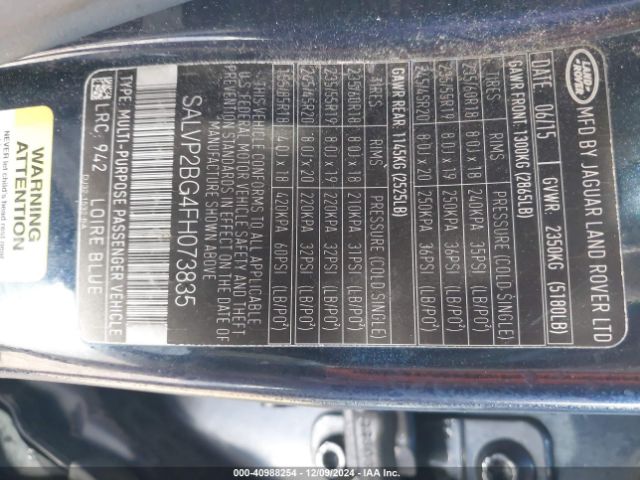 LAND ROVER
MFD BY JAGUAR LAND ROVER LTD
DATE: 06/15 GVWR: 2350KG (5180LB)
GAWR FRONT 1300KG (2865LB)
TIRES RIMS PRESSURE (COLD SINGLE)
235/60R18 8.0J x 18 240KPA 35PSI (LB/PO²)
235/55R19 8.0J x 19 250KPA 36PSI (LB/PO²)
245/45R20 8.0J x 20 250KPA 36PSI (LB/PO²)
GAWR REAR 1145KG (2525LB)
TIRES RIMS PRESSURE (COLD SINGLE)
235/60R18 8.0J x 18 210KPA 31PSI (LB/PO²)
235/55R19 8.0J x 19 220KPA 32PSI (LB/PO²)
245/45R20 8.0J x 20 220KPA 32PSI (LB/PO²)
4.0J x 18 420KPA 60PSI (LB/PO²)
THIS VEHICLE CONFORMS TO ALL APPLICABLE
U.S. FEDERAL MOTOR VEHICLE SAFETY AND THEFT
PREVENTION STANDARDS IN EFFECT ON THE DATE OF
MANUFACTURE SHOWN ABOVE
SALVP2BG4FH073835
TYPE: MULTI-PURPOSE PASSENGER VEHICLE
LRC; 942 LOIRE BLUE
WARNING
ATTENTION
000-40988254 - 12/09/2024 - IAA Inc.